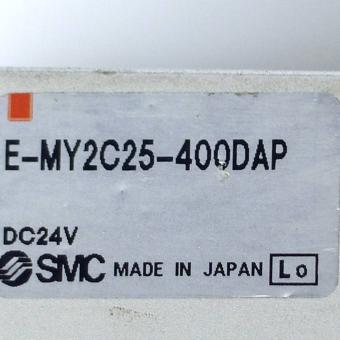 E-MY2C25-400DAP
DC24V
SMC MADE IN JAPAN Lo